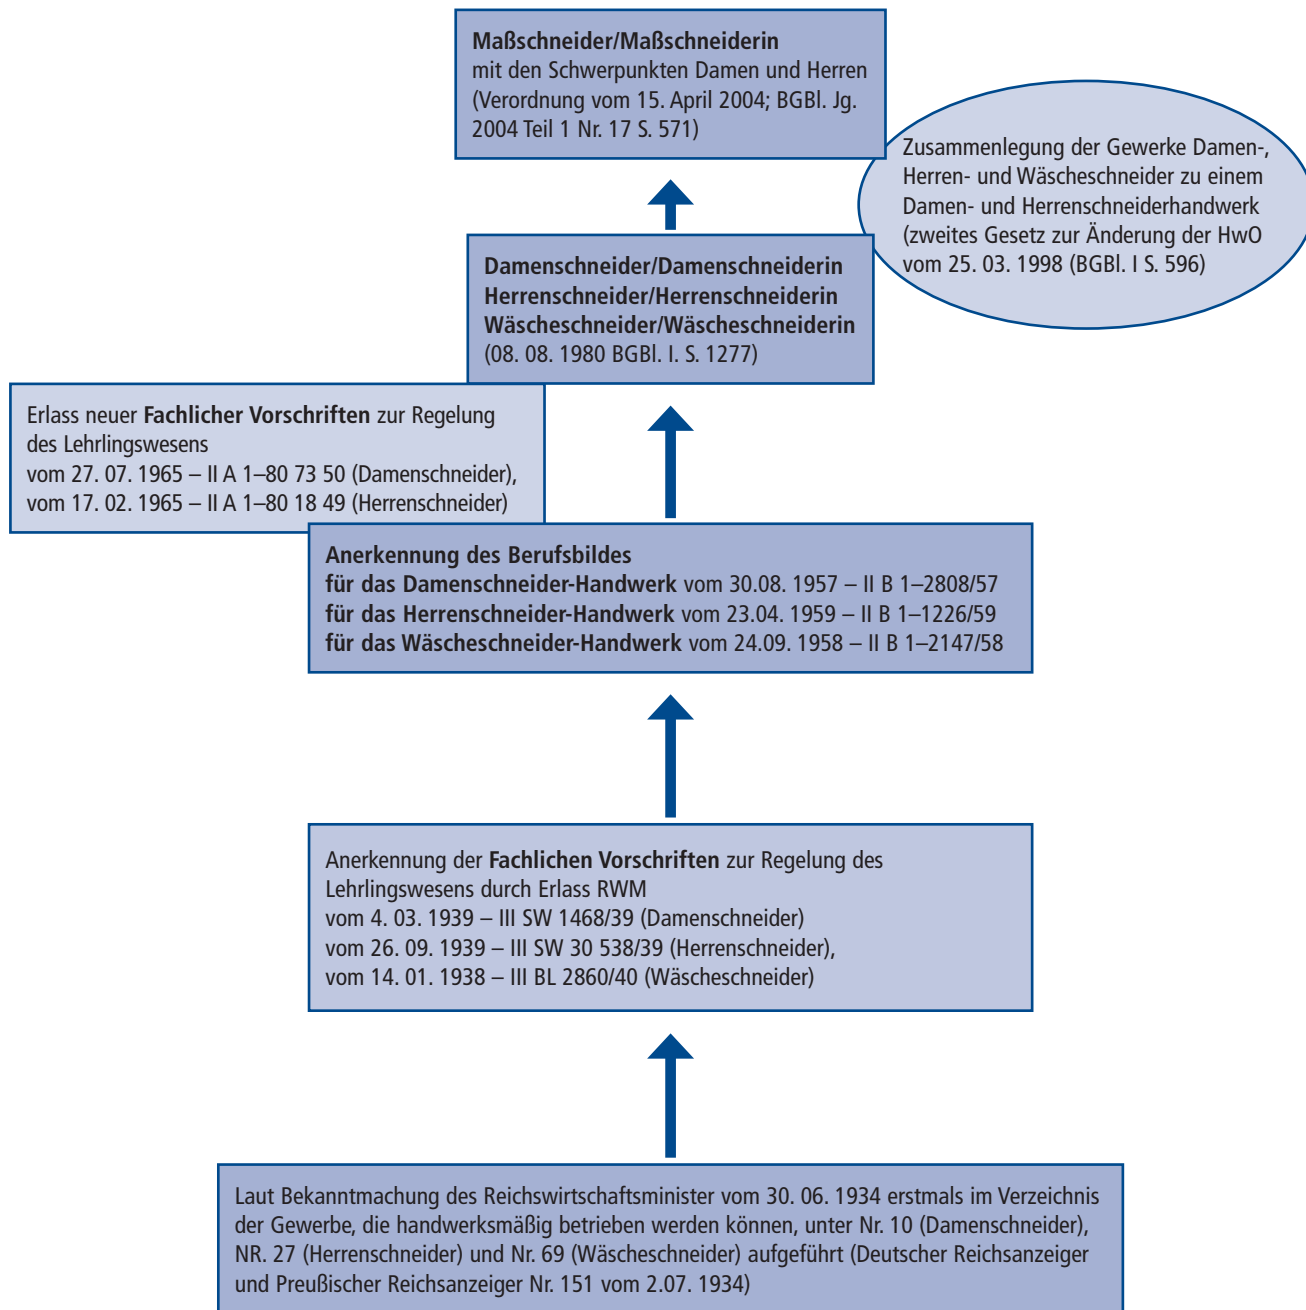 Maßschneider/Maßschneiderin
mit den Schwerpunkten Damen und Herren
(Verordnung vom 15. April 2004; BGBl. Jg.
2004 Teil 1 Nr. 17 S. 571)
Zusammenlegung der Gewerke Damen-,
Herren- und Wäscheschneider zu einem
Damen- und Herrenschneiderhandwerk
(zweites Gesetz zur Änderung der HwO
vom 25. 03. 1998 (BGBl. I S. 596)
Damenschneider/Damenschneiderin
Herrenschneider/Herrenschneiderin
Wäscheschneider/Wäscheschneiderin
(08. 08. 1980 BGBl. I. S. 1277)
Erlass neuer Fachlicher Vorschriften zur Regelung
des Lehrlingswesens
vom 27. 07. 1965 – II A 1–80 73 50 (Damenschneider),
vom 17. 02. 1965 – II A 1–80 18 49 (Herrenschneider)
Anerkennung des Berufsbildes
für das Damenschneider-Handwerk vom 30.08. 1957 – II B 1–2808/57
für das Herrenschneider-Handwerk vom 23.04. 1959 – II B 1–1226/59
für das Wäscheschneider-Handwerk vom 24.09. 1958 – II B 1–2147/58
Anerkennung der Fachlichen Vorschriften zur Regelung des
Lehrlingswesens durch Erlass RWM
vom 4. 03. 1939 – III SW 1468/39 (Damenschneider)
vom 26. 09. 1939 – III SW 30 538/39 (Herrenschneider),
vom 14. 01. 1938 – III BL 2860/40 (Wäscheschneider)
Laut Bekanntmachung des Reichswirtschaftsminister vom 30. 06. 1934 erstmals im Verzeichnis
der Gewerbe, die handwerksmäßig betrieben werden können, unter Nr. 10 (Damenschneider),
NR. 27 (Herrenschneider) und Nr. 69 (Wäscheschneider) aufgeführt (Deutscher Reichsanzeiger
und Preußischer Reichsanzeiger Nr. 151 vom 2.07. 1934)